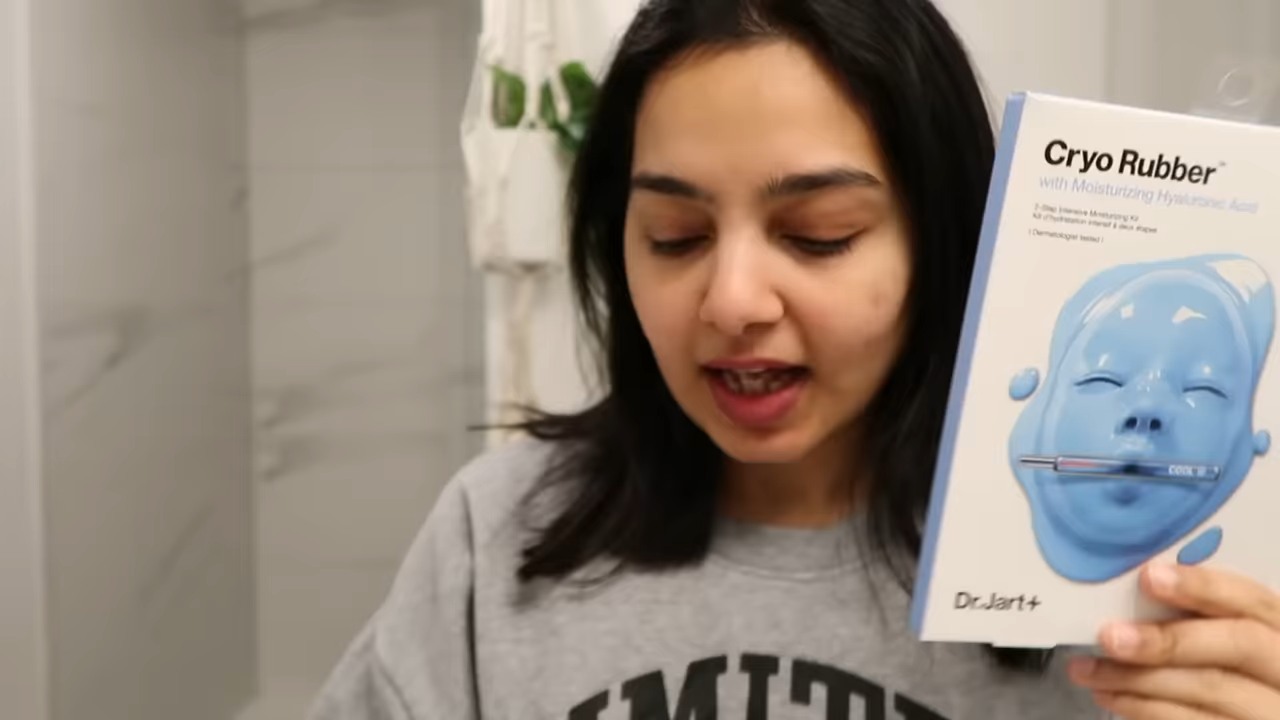 Cryo Rubber™
with Moisturizing Hyaluronic Acid
2-Step Intensive Moisturizing Kit
Kit d'hydratation intensif à deux étapes
( Dermatologist tested )
COOL
Dr.Jart+